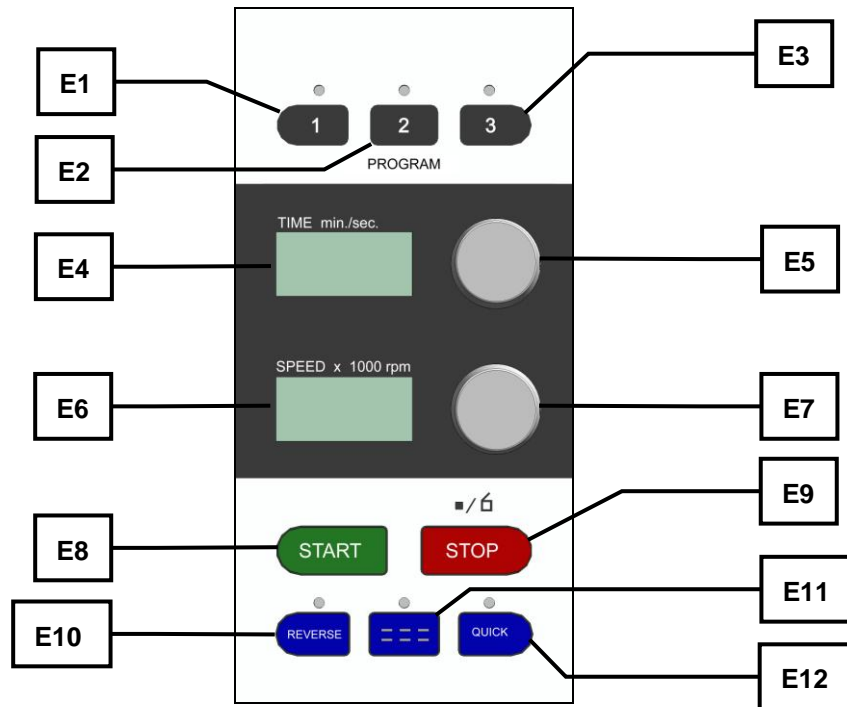 E1
E3
1 2 3
E2
PROGRAM
TIME min./sec.
E4
E5
SPEED x 1000 rpm
E6
E7
E9
START STOP
E8
E11
E10
REVERSE QUICK
E12